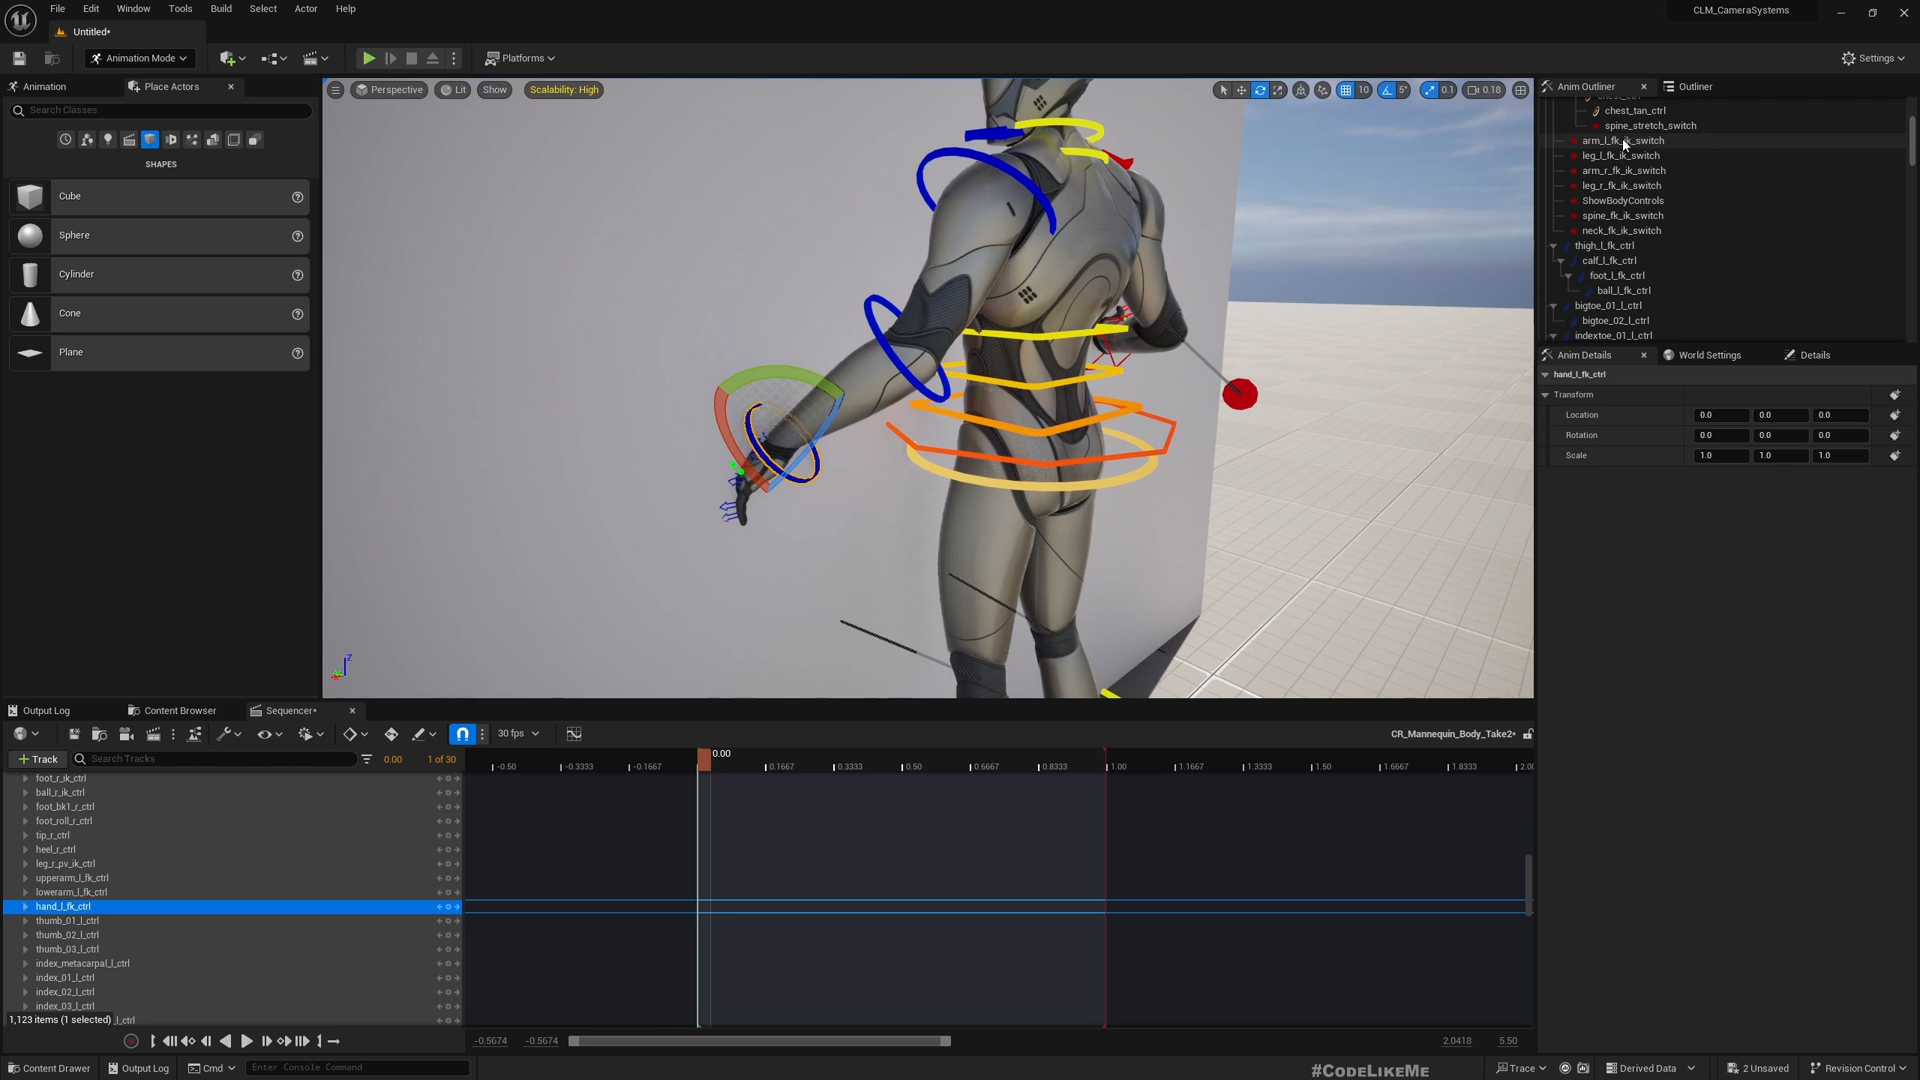 File Edit Window Tools Build Select Actor Help
CLM_CameraSystems
Untitled*
Animation Mode
Platforms
Settings
Animation
Place Actors
Search Classes
SHAPES
Cube
Sphere
Cylinder
Cone
Plane
Perspective
Lit
Show
Scalability: High
10
5°
0.1
0.18
Anim Outliner
Outliner
chest_tan_ctrl
spine_stretch_switch
arm_l_fk_ik_switch
leg_l_fk_ik_switch
arm_r_fk_ik_switch
leg_r_fk_ik_switch
ShowBodyControls
spine_fk_ik_switch
neck_fk_ik_switch
thigh_l_fk_ctrl
calf_l_fk_ctrl
foot_l_fk_ctrl
ball_l_fk_ctrl
bigtoe_01_l_ctrl
bigtoe_02_l_ctrl
indextoe_01_l_ctrl
Anim Details
World Settings
Details
hand_l_fk_ctrl
Transform
Location 0.0 0.0 0.0
Rotation 0.0 0.0 0.0
Scale 1.0 1.0 1.0
Z
Output Log
Content Browser
Sequencer*
30 fps
CR_Mannequin_Body_Take2*
Track
Search Tracks
0.00
1 of 30
0.00
-0.50 -0.3333 -0.1667 0.1667 0.3333 0.50 0.6667 0.8333 1.00 1.1667 1.3333 1.50 1.6667 1.8333 2.00
foot_r_ik_ctrl
ball_r_ik_ctrl
foot_bk1_r_ctrl
foot_roll_r_ctrl
tip_r_ctrl
heel_r_ctrl
leg_r_pv_ik_ctrl
upperarm_l_fk_ctrl
lowerarm_l_fk_ctrl
hand_l_fk_ctrl
thumb_01_l_ctrl
thumb_02_l_ctrl
thumb_03_l_ctrl
index_metacarpal_l_ctrl
index_01_l_ctrl
index_02_l_ctrl
index_03_l_ctrl
1,123 items (1 selected) _l_ctrl
-0.5674 -0.5674
2.0418 5.50
Content Drawer
Output Log
Cmd
Enter Console Command
#CodeLikeMe
Trace
Derived Data
2 Unsaved
Revision Control